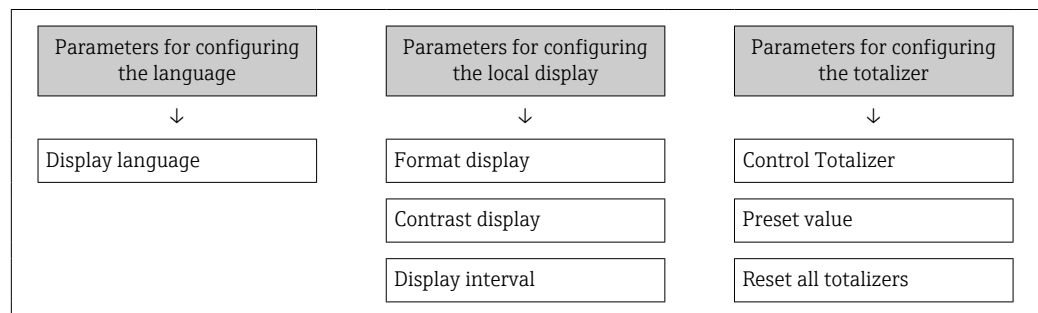 Parameters for configuring
the language
↓
Display language
Parameters for configuring
the local display
↓
Format display
Contrast display
Display interval
Parameters for configuring
the totalizer
↓
Control Totalizer
Preset value
Reset all totalizers